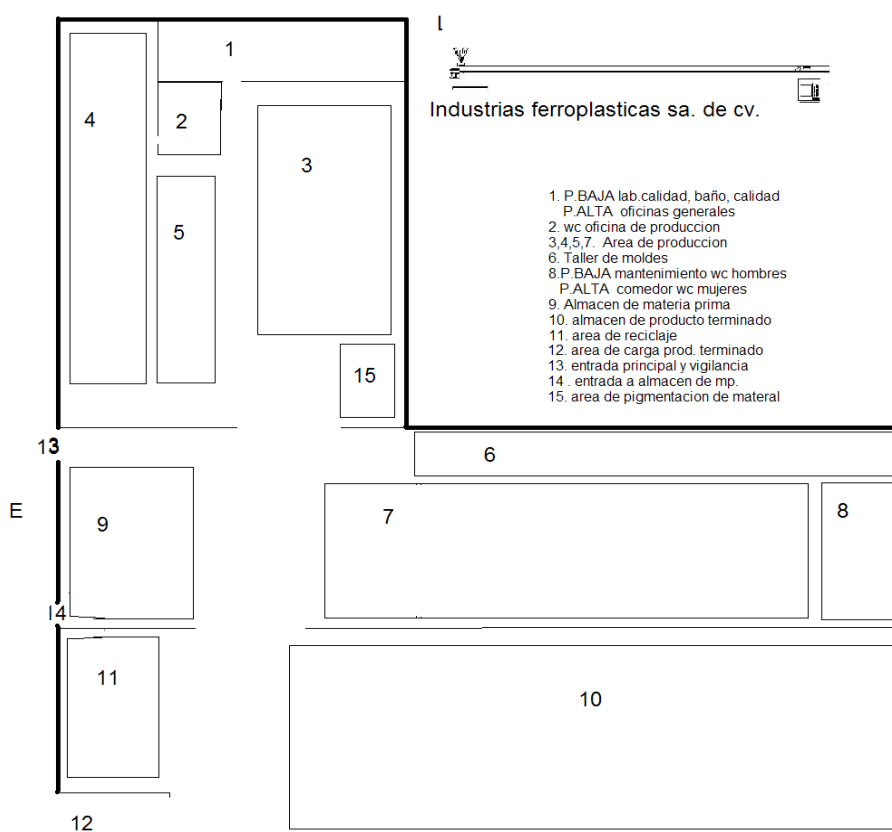 l
1
4
2
3
5
15
Industrias ferroplasticas sa. de cv.
1. P.BAJA lab.calidad, baño, calidad
P.ALTA oficinas generales
2. wc oficina de produccion
3,4,5,7. Area de produccion
6. Taller de moldes
8.P.BAJA mantenimiento wc hombres
P.ALTA comedor wc mujeres
9. Almacen de materia prima
10. almacen de producto terminado
11. area de reciclaje
12. area de carga prod. terminado
13. entrada principal y vigilancia
14 . entrada a almacen de mp.
15. area de pigmentacion de materal
13
6
E
9
7
8
14
11
10
12